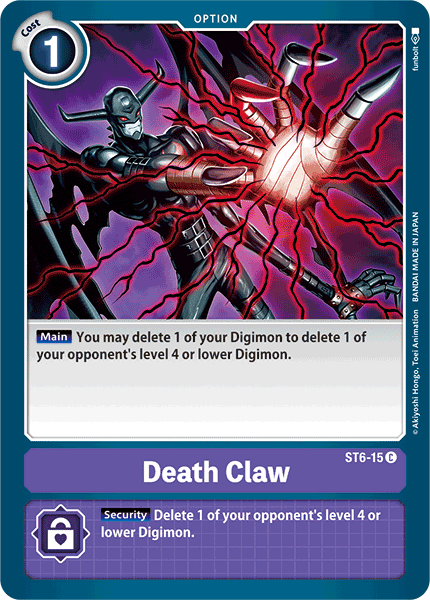 OPTION
Cost
1
funbolt
Main You may delete 1 of your Digimon to delete 1 of
your opponent's level 4 or lower Digimon.
© Akiyoshi Hongo, Toei Animation BANDAI MADE IN JAPAN
ST6-15 C
Death Claw
Security Delete 1 of your opponent's level 4 or
lower Digimon.